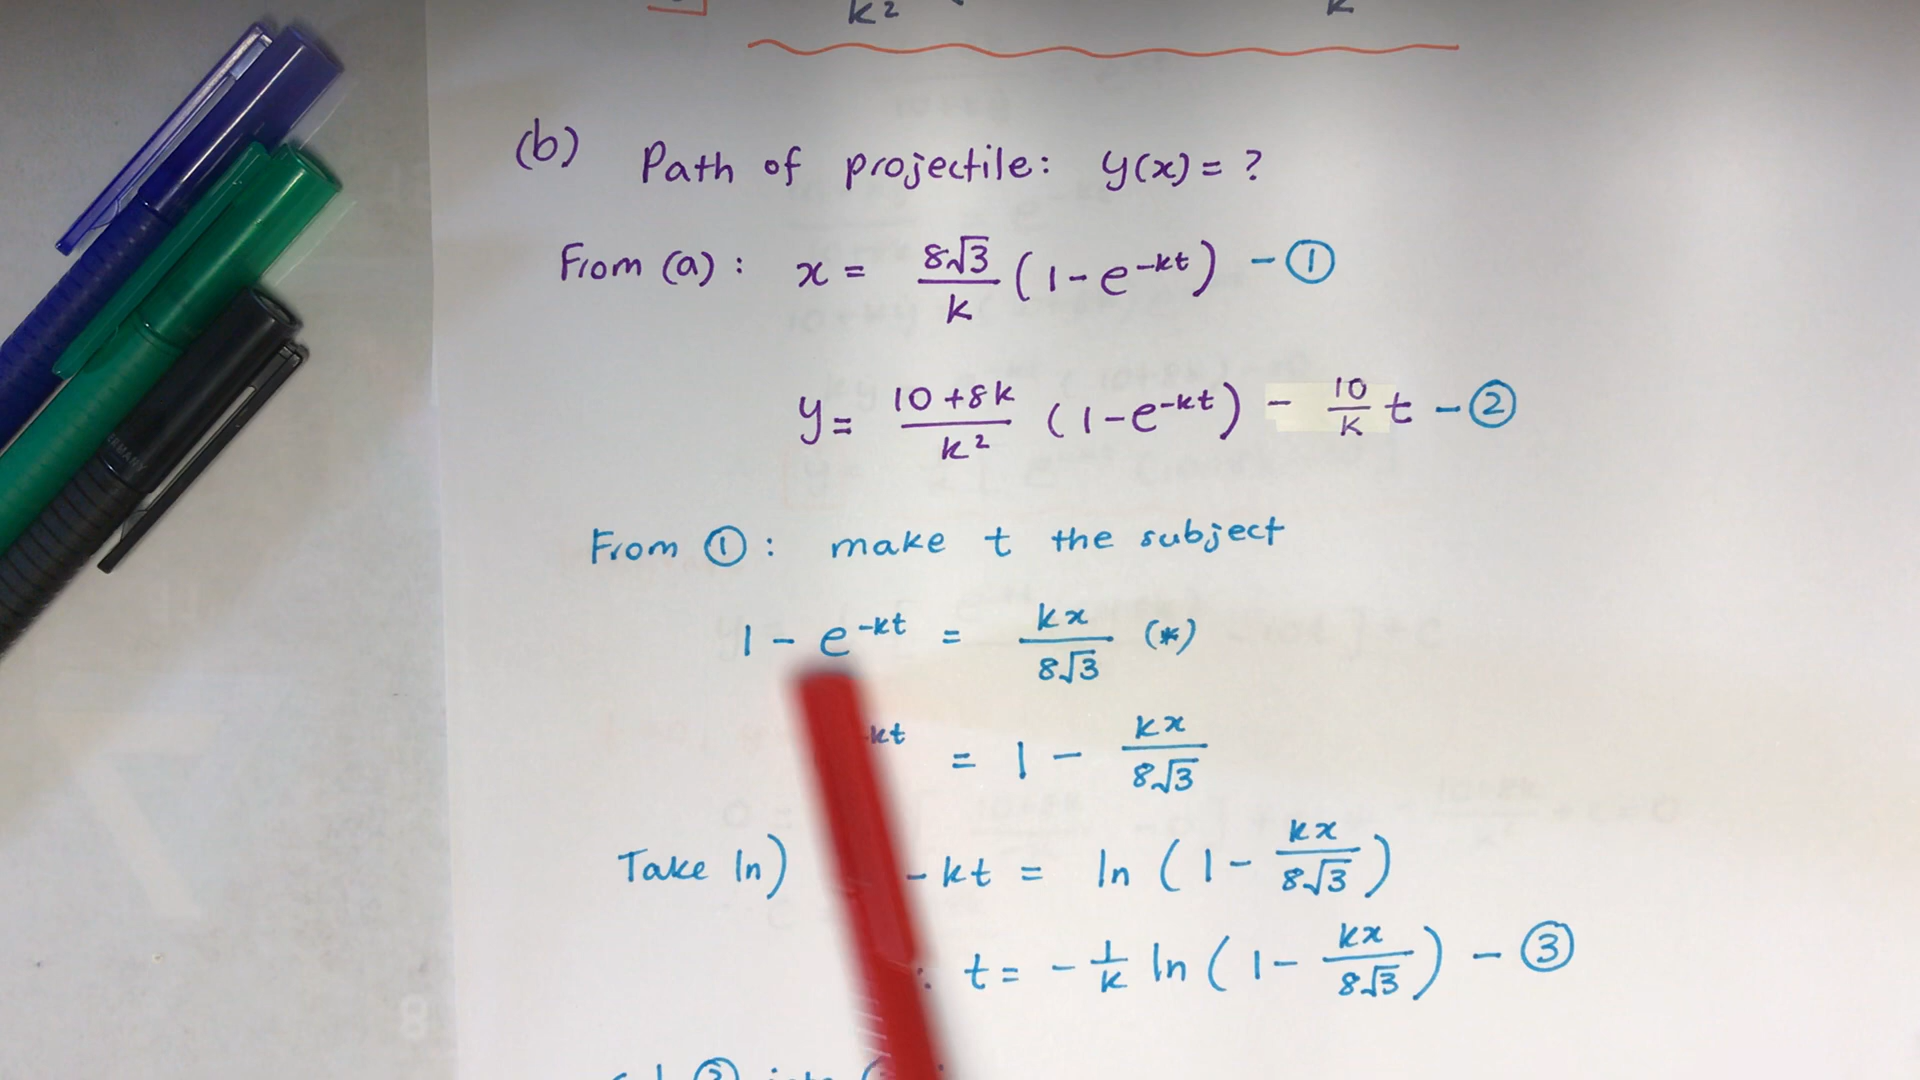 k²    k
(b) Path of projectile: y(x) = ?
From (a): x = 8√3/k (1-e^-kt) - ①
y = 10+8k/k² (1-e^-kt) - 10/k t - ②
From ①: make t the subject
1 - e^-kt = kx/8√3 (*)
kt = 1 - kx/8√3
Take ln) -kt = ln (1 - kx/8√3)
t = - 1/k ln (1 - kx/8√3) - ③